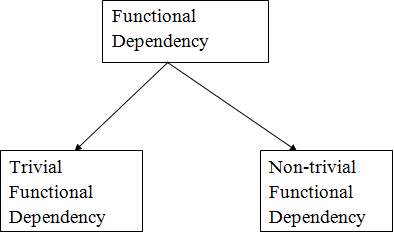 Functional
Dependency
Trivial
Functional
Dependency
Non-trivial
Functional
Dependency